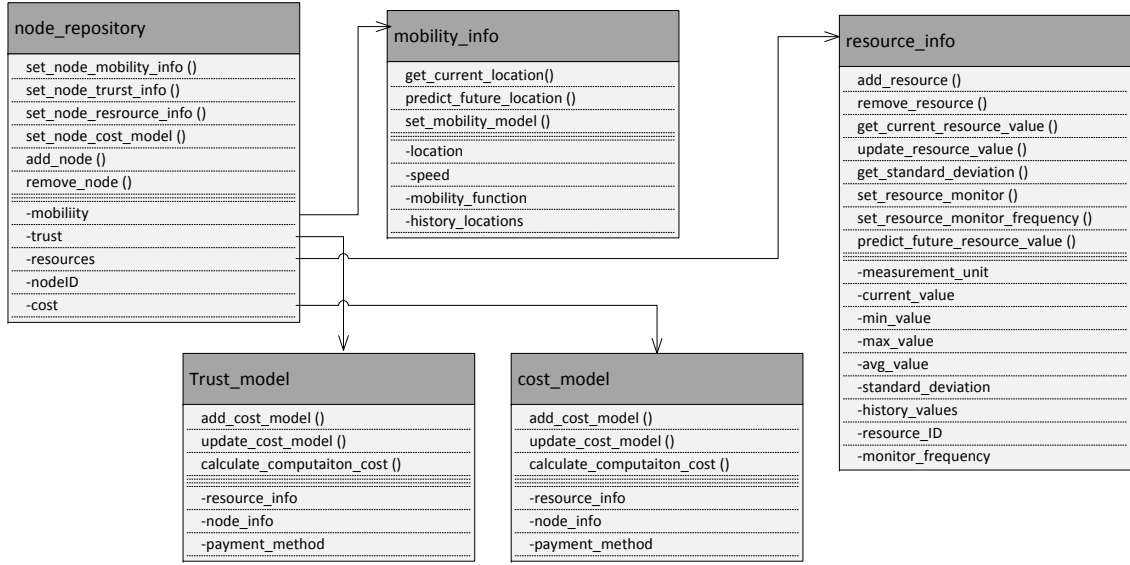 node_repository
set_node_mobility_info ()
set_node_trurst_info ()
set_node_resrource_info ()
set_node_cost_model ()
add_node ()
remove_node ()
-mobility
-trust
-resources
-nodeID
-cost
mobility_info
get_current_location()
predict_future_location ()
set_mobility_model ()
-location
-speed
-mobility_function
-history_locations
resource_info
add_resource ()
remove_resource ()
get_current_resource_value ()
update_resource_value ()
get_standard_deviation ()
set_resource_monitor ()
set_resource_monitor_frequency ()
predict_future_resource_value ()
-measurement_unit
-current_value
-min_value
-max_value
-avg_value
-standard_deviation
-history_values
-resource_ID
-monitor_frequency
Trust_model
add_cost_model ()
update_cost_model ()
calculate_computaiton_cost ()
-resource_info
-node_info
-payment_method
cost_model
add_cost_model ()
update_cost_model ()
calculate_computaiton_cost ()
-resource_info
-node_info
-payment_method